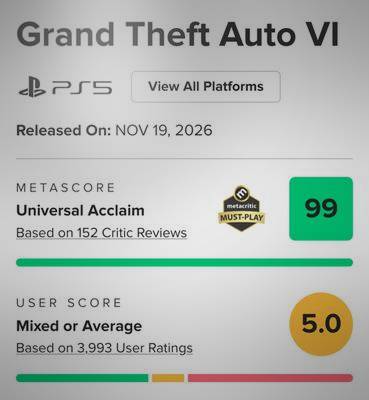 Grand Theft Auto VI
PS5 View All Platforms
Released On: NOV 19, 2026
METASCORE
Universal Acclaim
Based on 152 Critic Reviews
metacritic
MUST-PLAY
99
USER SCORE
Mixed or Average
Based on 3,993 User Ratings
5.0